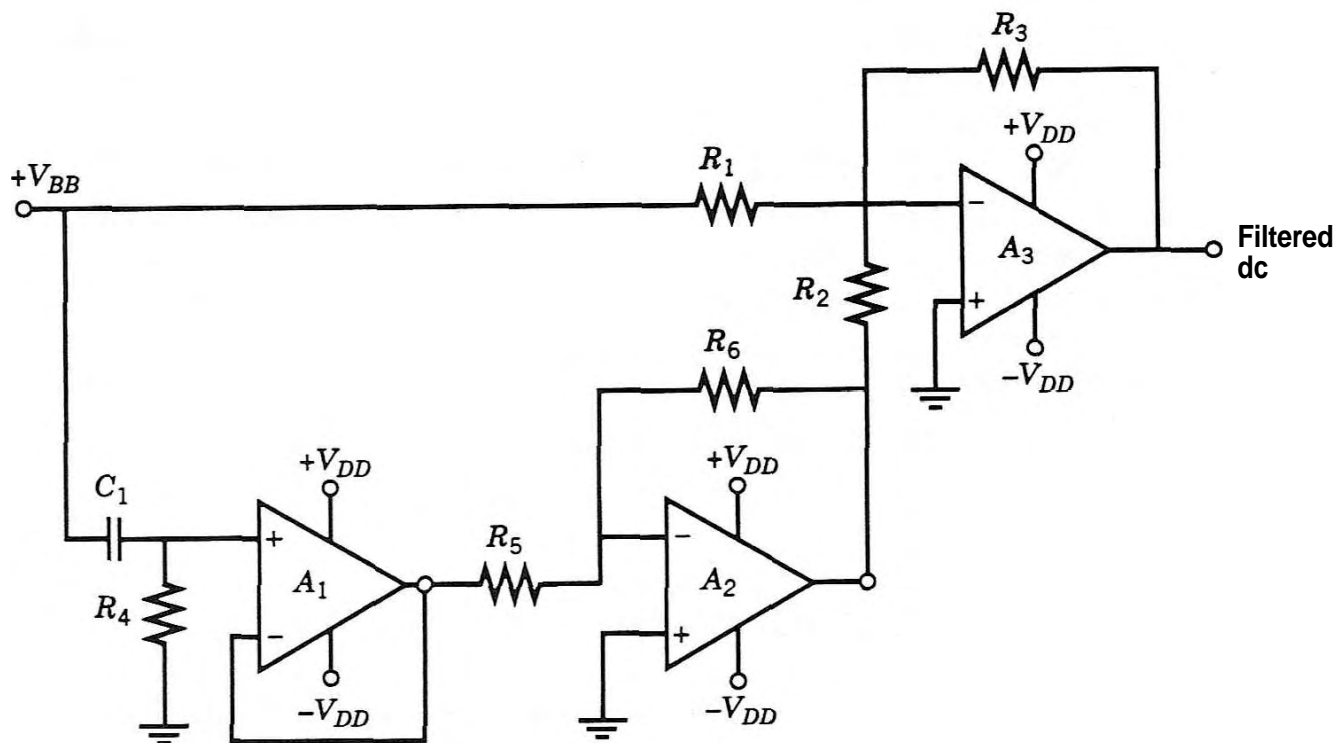 R3
+VDD
R1
+VBB
−
A3
Filtered
dc
R2
+
R6
−VDD
+VDD
+VDD
C1
R5
+
−
A1
A2
R4
−
+
−VDD
−VDD